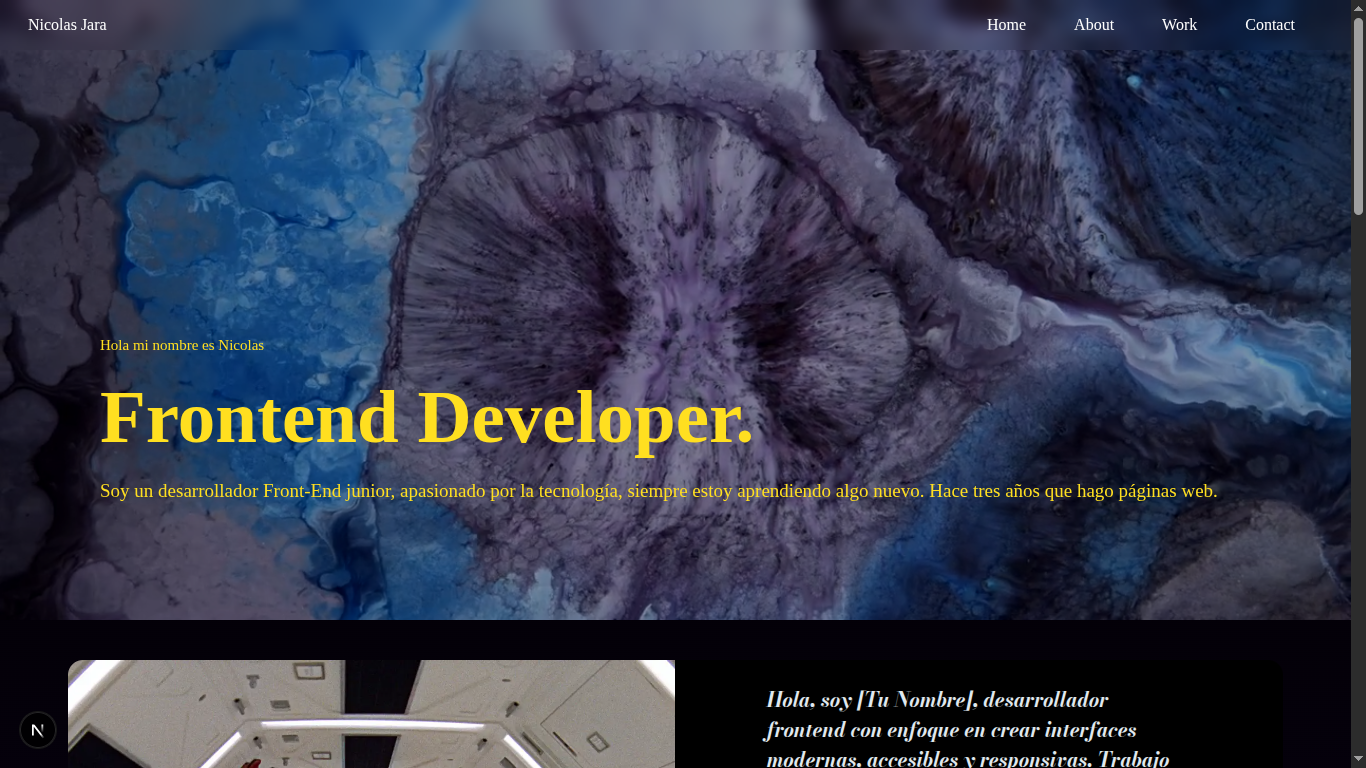 Nicolas Jara
Home About Work Contact
Hola mi nombre es Nicolas
Frontend Developer.
Soy un desarrollador Front-End junior, apasionado por la tecnología, siempre estoy aprendiendo algo nuevo. Hace tres años que hago páginas web.
Hola, soy [Tu Nombre], desarrollador
frontend con enfoque en crear interfaces
modernas, accesibles y responsivas. Trabajo
N